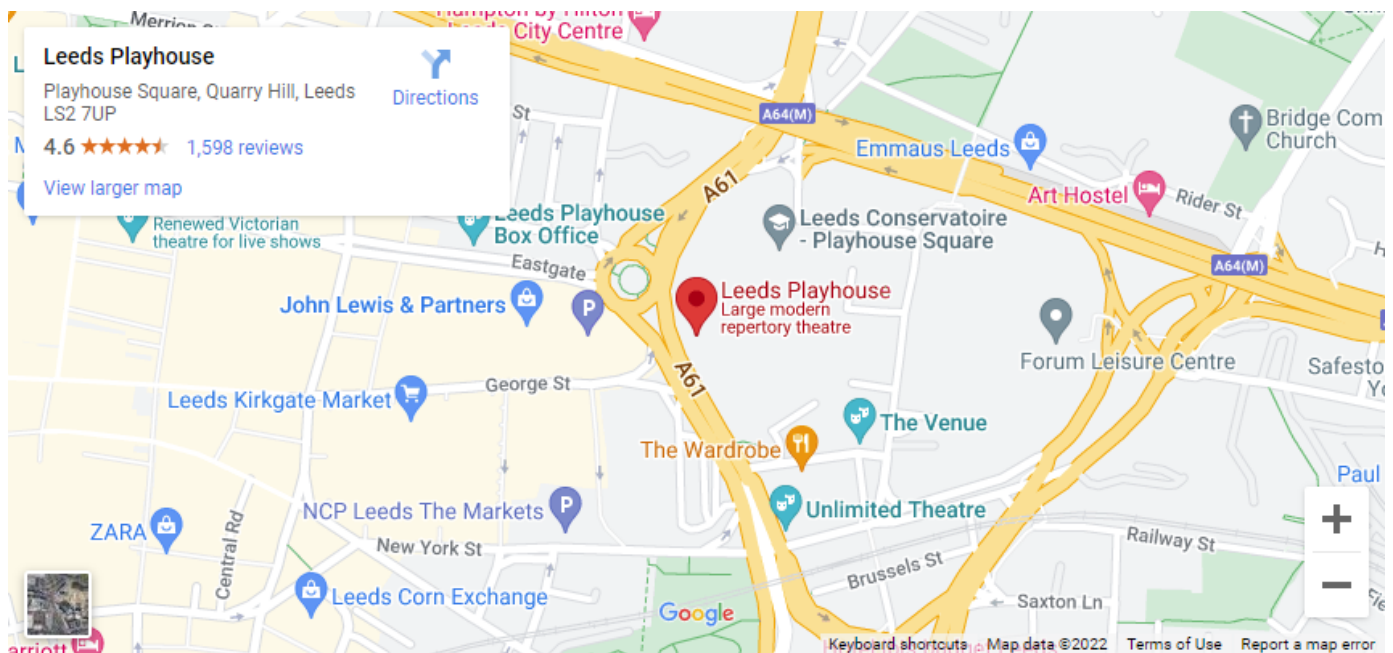 Hampton by Hilton
Leeds City Centre
Merrion
Leeds Playhouse
Playhouse Square, Quarry Hill, Leeds
LS2 7UP
4.6
1,598 reviews
View larger map
Directions
St
A64(M)
Emmaus Leeds
Bridge Com
Church
Art Hostel
Rider St
A61
Leeds Conservatoire
- Playhouse Square
Renewed Victorian
theatre for live shows
Leeds Playhouse
Box Office
Eastgate
A64(M)
John Lewis & Partners
P
Leeds Playhouse
Large modern
repertory theatre
Forum Leisure Centre
Safesto
Yo
George St
A61
Leeds Kirkgate Market
The Venue
The Wardrobe
Paul
NCP Leeds The Markets
P
Unlimited Theatre
ZARA
Central Rd
New York St
Railway St
Brussels St
Leeds Corn Exchange
Google
Saxton Ln
Fie
arriott
Keyboard shortcuts
Map data ©2022
Terms of Use
Report a map error